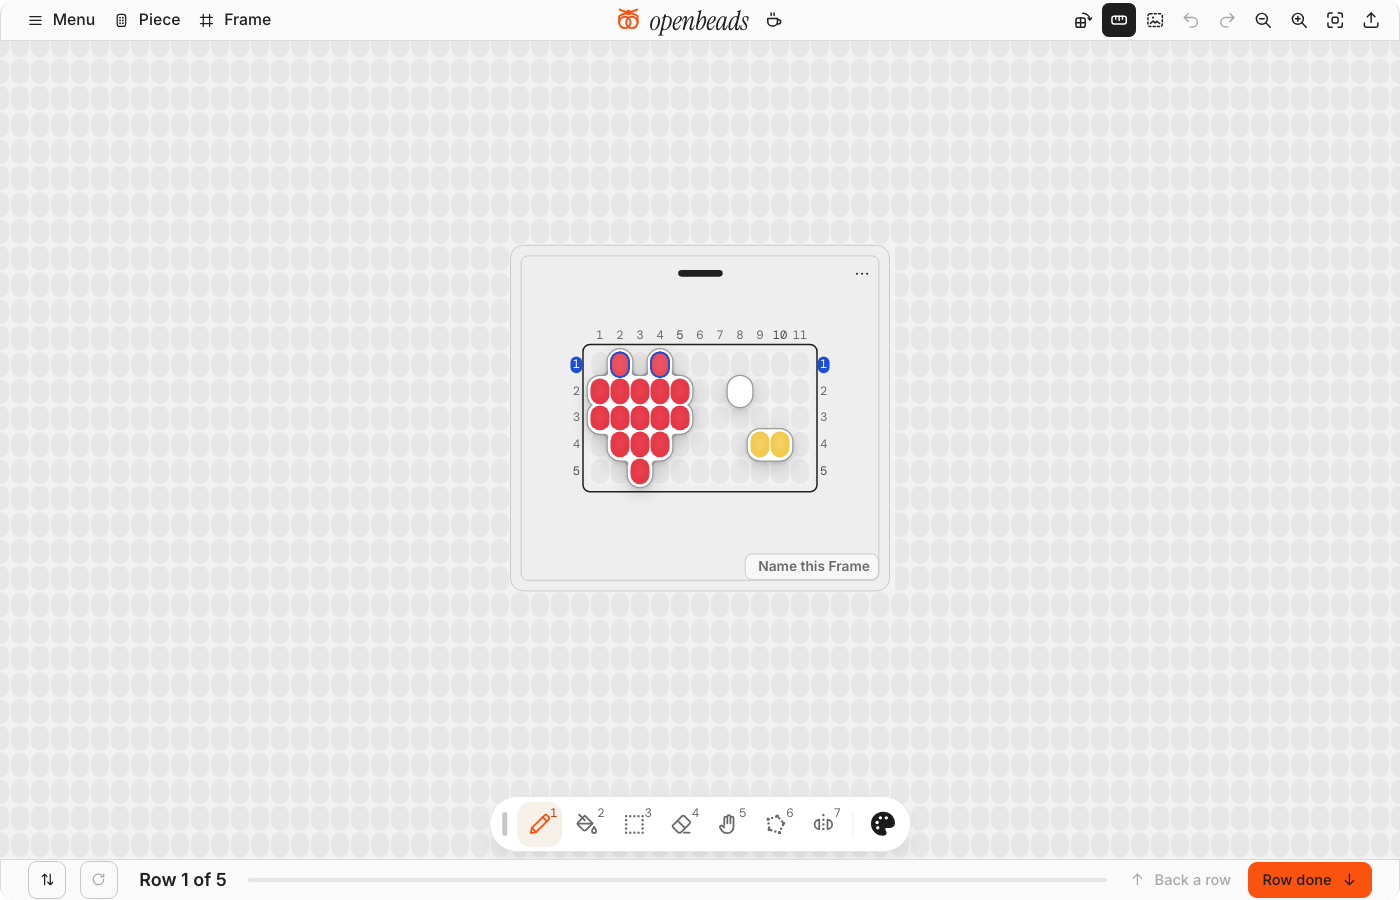 Menu Piece Frame openbeads
1 2 3 4 5 6 7 8 9 10 11
1 1
2 2
3 3
4 4
5 5
Name this Frame
1 2 3 4 5 6 7
Row 1 of 5 Back a row Row done